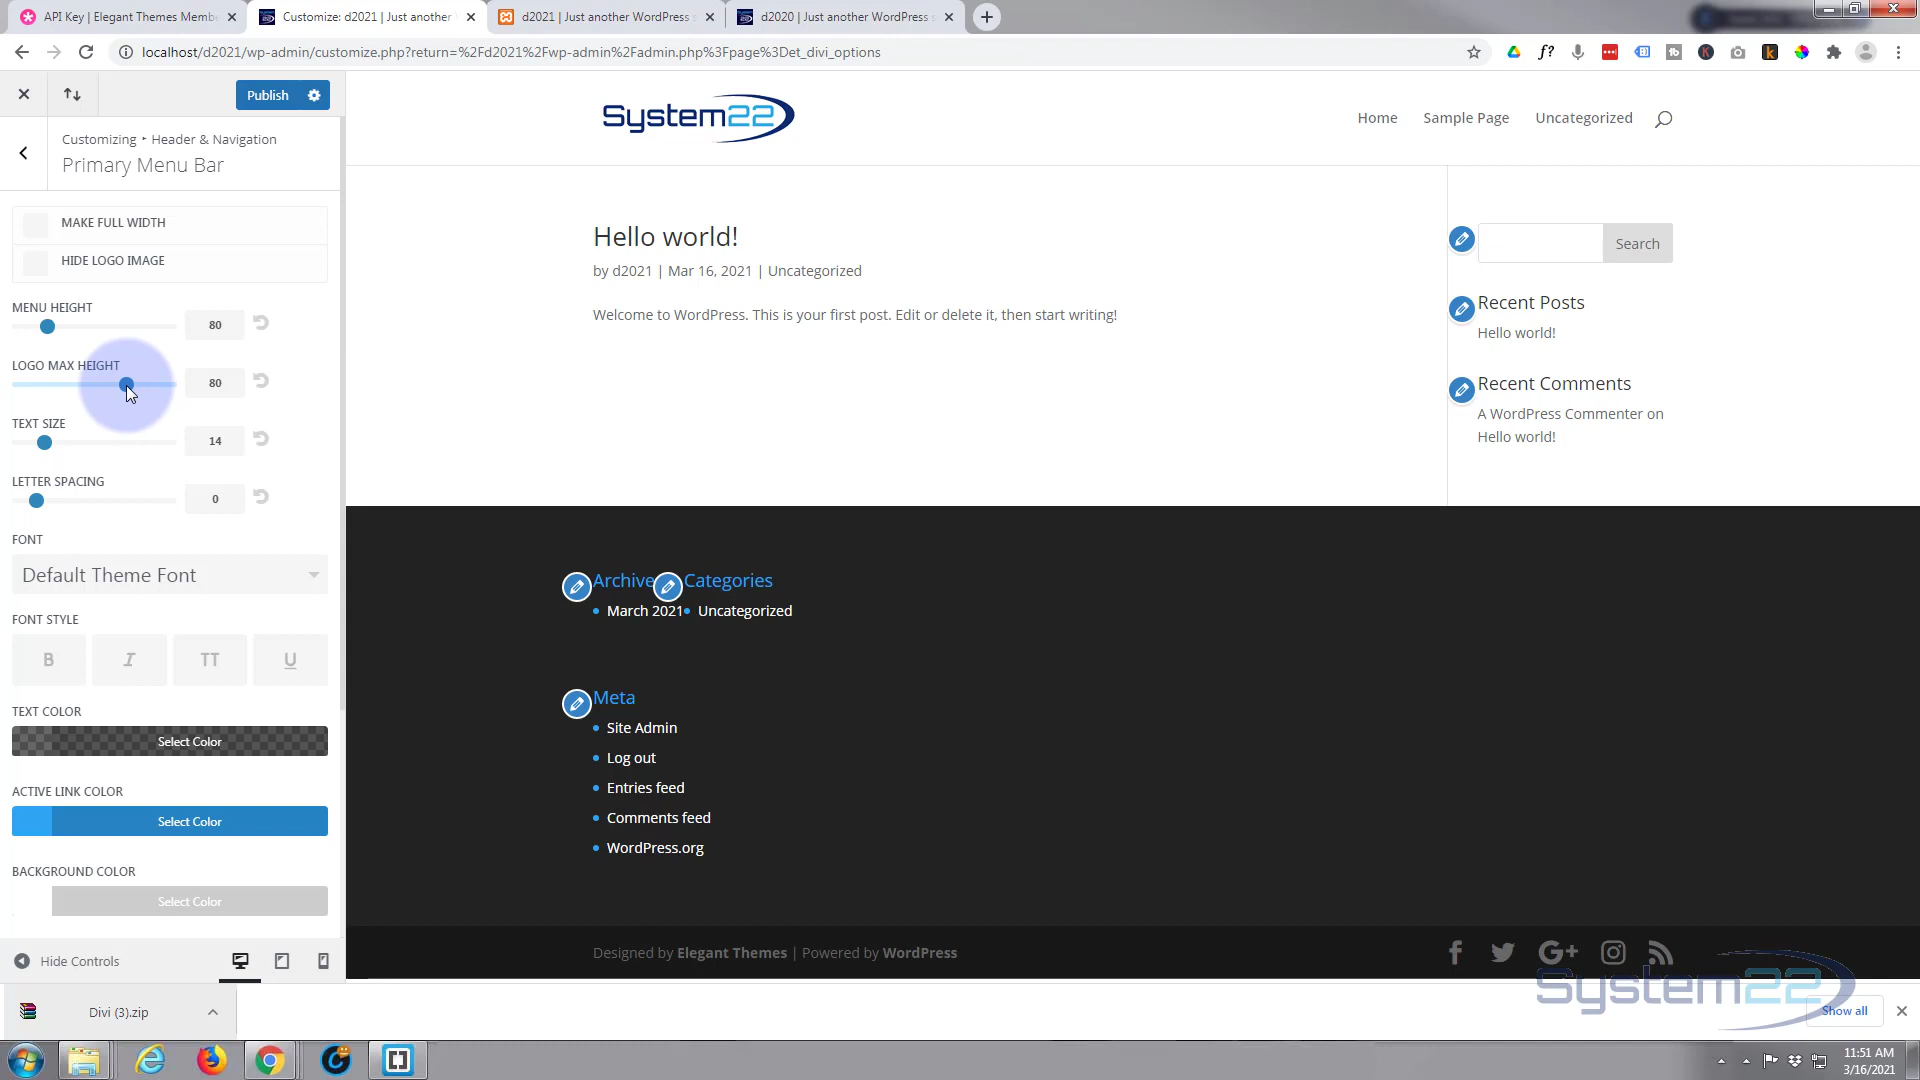 API Key | Elegant Themes Membe
Customize: d2021 | Just another
d2021 | Just another WordPress s
d2020 | Just another WordPress s
localhost/d2021/wp-admin/customize.php?return=%2Fd2021%2Fwp-admin%2Fadmin.php%3Fpage%3Det_divi_options
Publish
Customizing ▸ Header & Navigation
Primary Menu Bar
MAKE FULL WIDTH
HIDE LOGO IMAGE
MENU HEIGHT
80
LOGO MAX HEIGHT
80
TEXT SIZE
14
LETTER SPACING
0
FONT
Default Theme Font
FONT STYLE
B I TT U
TEXT COLOR
Select Color
ACTIVE LINK COLOR
Select Color
BACKGROUND COLOR
Select Color
Hide Controls
System22
Home Sample Page Uncategorized
Hello world!
by d2021 | Mar 16, 2021 | Uncategorized
Welcome to WordPress. This is your first post. Edit or delete it, then start writing!
Search
Recent Posts
Hello world!
Recent Comments
A WordPress Commenter on
Hello world!
Archive
March 2021
Categories
Uncategorized
Meta
Site Admin
Log out
Entries feed
Comments feed
WordPress.org
Designed by Elegant Themes | Powered by WordPress
System22
Divi (3).zip
Show all
11:51 AM
3/16/2021